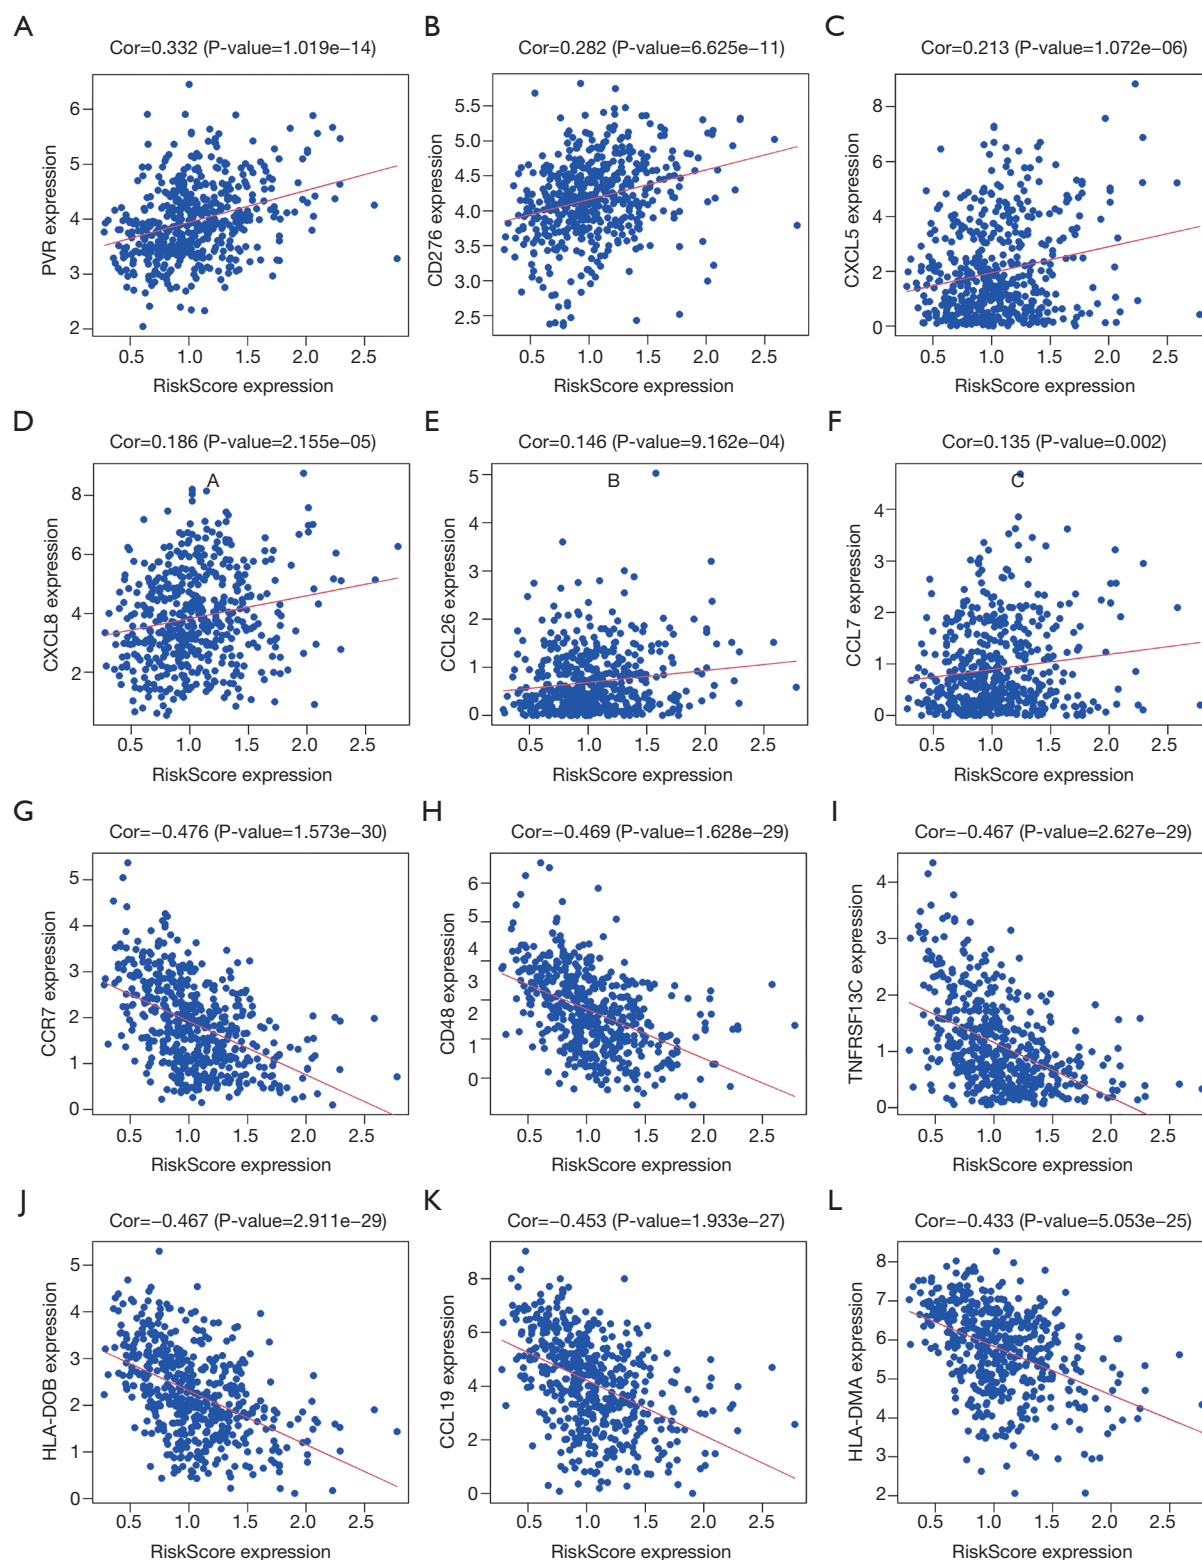 A
B
C
Cor=0.332 (P-value=1.019e−14)
Cor=0.282 (P-value=6.625e−11)
Cor=0.213 (P-value=1.072e−06)
PVR expression
6
5
4
3
2
0.5 1.0 1.5 2.0 2.5
RiskScore expression
CD276 expression
5.5
5.0
4.5
4.0
3.5
3.0
2.5
0.5 1.0 1.5 2.0 2.5
RiskScore expression
CXCL5 expression
8
6
4
2
0
0.5 1.0 1.5 2.0 2.5
RiskScore expression
D
E
F
Cor=0.186 (P-value=2.155e−05)
Cor=0.146 (P-value=9.162e−04)
Cor=0.135 (P-value=0.002)
A
CXCL8 expression
8
6
4
2
0.5 1.0 1.5 2.0 2.5
RiskScore expression
B
CCL26 expression
5
4
3
2
1
0
0.5 1.0 1.5 2.0 2.5
RiskScore expression
C
CCL7 expression
4
3
2
1
0
0.5 1.0 1.5 2.0 2.5
RiskScore expression
G
H
I
Cor=−0.476 (P-value=1.573e−30)
Cor=−0.469 (P-value=1.628e−29)
Cor=−0.467 (P-value=2.627e−29)
CCR7 expression
5
4
3
2
1
0
0.5 1.0 1.5 2.0 2.5
RiskScore expression
CD48 expression
6
5
4
3
2
1
0
0.5 1.0 1.5 2.0 2.5
RiskScore expression
TNFRSF13C expression
4
3
2
1
0
0.5 1.0 1.5 2.0 2.5
RiskScore expression
J
K
L
Cor=−0.467 (P-value=2.911e−29)
Cor=−0.453 (P-value=1.933e−27)
Cor=−0.433 (P-value=5.053e−25)
HLA-DOB expression
5
4
3
2
1
0
0.5 1.0 1.5 2.0 2.5
RiskScore expression
CCL19 expression
8
6
4
2
0
0.5 1.0 1.5 2.0 2.5
RiskScore expression
HLA-DMA expression
8
7
6
5
4
3
2
0.5 1.0 1.5 2.0 2.5
RiskScore expression